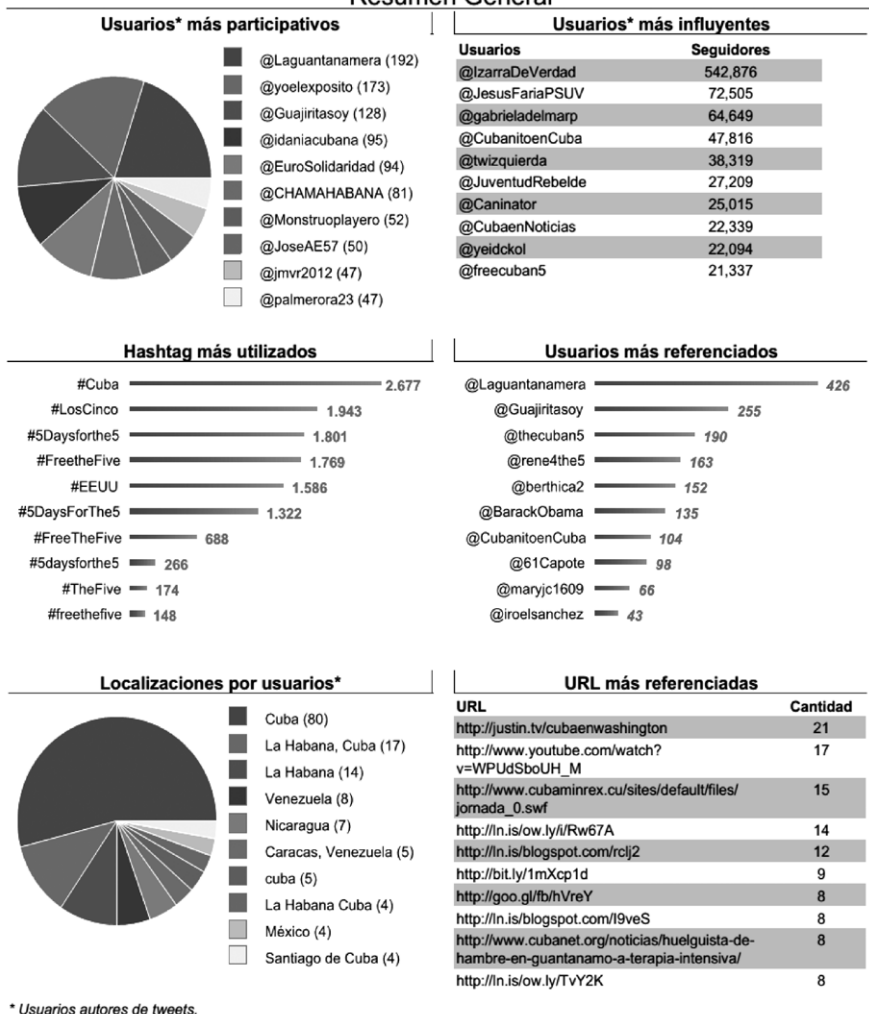 Resumen General
Usuarios* más participativos
@Laguantanamera (192)
@yoelexposito (173)
@Guajiritasoy (128)
@idaniacubana (95)
@EuroSolidaridad (94)
@CHAMAHABANA (81)
@Monstruoplayero (52)
@JoseAE57 (50)
@jmvr2012 (47)
@palmerora23 (47)
Usuarios* más influyentes
Usuarios Seguidores
@IzarraDeVerdad 542,876
@JesusFariaPSUV 72,505
@gabrieladelmarp 64,649
@CubanitoenCuba 47,816
@twizquierda 38,319
@JuventudRebelde 27,209
@Caninator 25,015
@CubaenNoticias 22,339
@yeidckol 22,094
@freecuban5 21,337
Hashtag más utilizados
#Cuba 2.677
#LosCinco 1.943
#5Daysforthe5 1.801
#FreetheFive 1.769
#EEUU 1.586
#5DaysForThe5 1.322
#FreeTheFive 688
#5daysforthe5 266
#TheFive 174
#freethefive 148
Usuarios más referenciados
@Laguantanamera 426
@Guajiritasoy 255
@thecuban5 190
@rene4the5 163
@berthica2 152
@BarackObama 135
@CubanitoenCuba 104
@61Capote 98
@maryjc1609 66
@iroelsanchez 43
Localizaciones por usuarios*
Cuba (80)
La Habana, Cuba (17)
La Habana (14)
Venezuela (8)
Nicaragua (7)
Caracas, Venezuela (5)
cuba (5)
La Habana Cuba (4)
México (4)
Santiago de Cuba (4)
URL más referenciadas
URL Cantidad
http://justin.tv/cubaenwashington 21
http://www.youtube.com/watch? 17
v=WPUdSboUH_M
http://www.cubaminrex.cu/sites/default/files/ 15
jornada_0.swf
http://ln.is/ow.ly/i/Rw67A 14
http://ln.is/blogspot.com/rclj2 12
http://bit.ly/1mXcp1d 9
http://goo.gl/fb/hVreY 8
http://ln.is/blogspot.com/I9veS 8
http://www.cubanet.org/noticias/huelguista-de- 8
hambre-en-guantanamo-a-terapia-intensiva/
http://ln.is/ow.ly/TvY2K 8
* Usuarios autores de tweets.